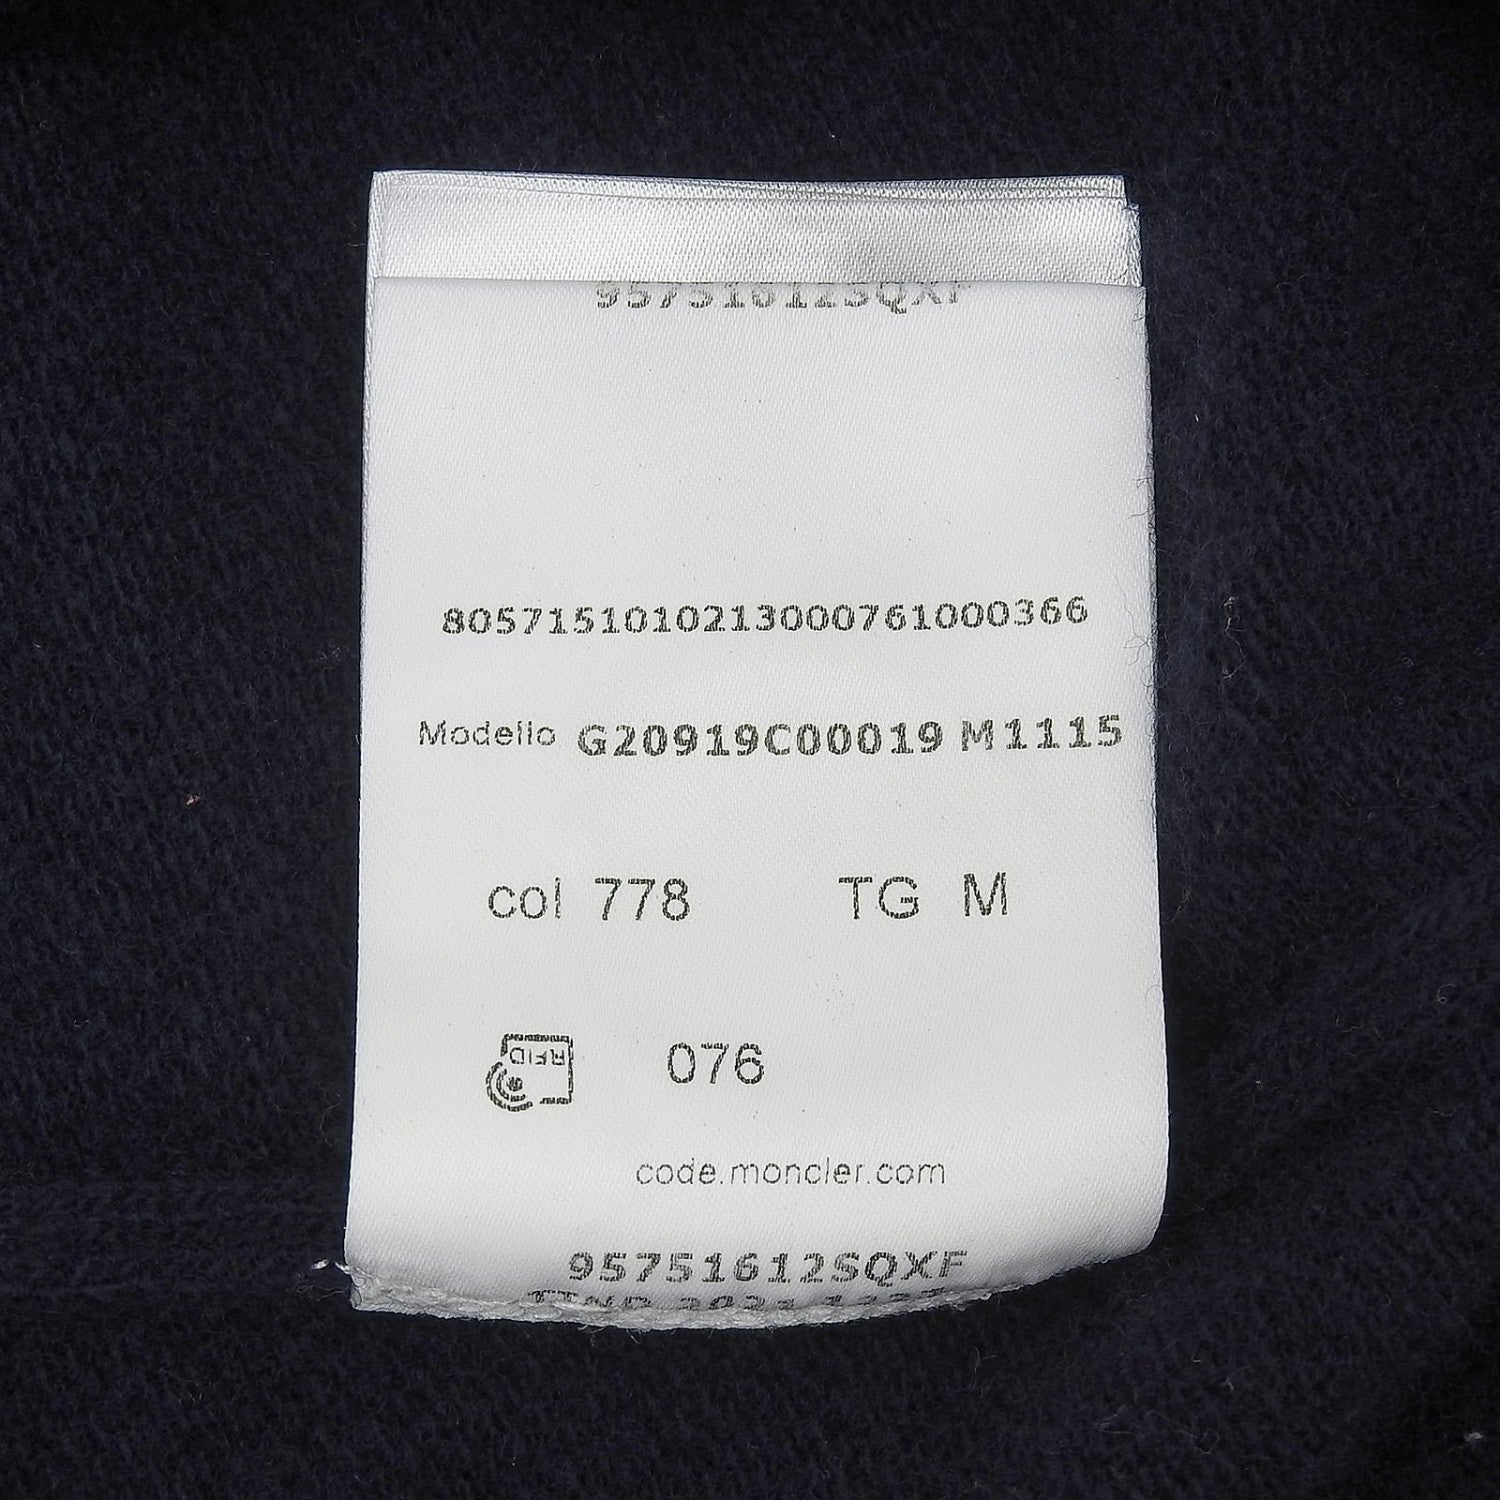 95751612SQXF
8057151010213000761000366
Modello G20919C00019 M1115
col 778 TG M
RFID 076
code.moncler.com
95751612SQXF